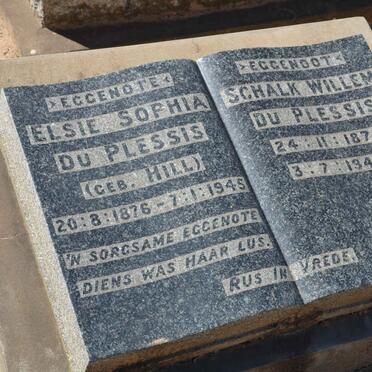 EGGENOTE
ELSIE SOPHIA
DU PLESSIS
(GEB. HILL)
20·8·1876 - 7·1·1945
'N SORGSAME EGGENOTE
DIENS WAS HAAR LUS.
EGGENOOT
SCHALK WILLEM
DU PLESSIS
24·11·187
3·7·194
RUS IN VREDE.